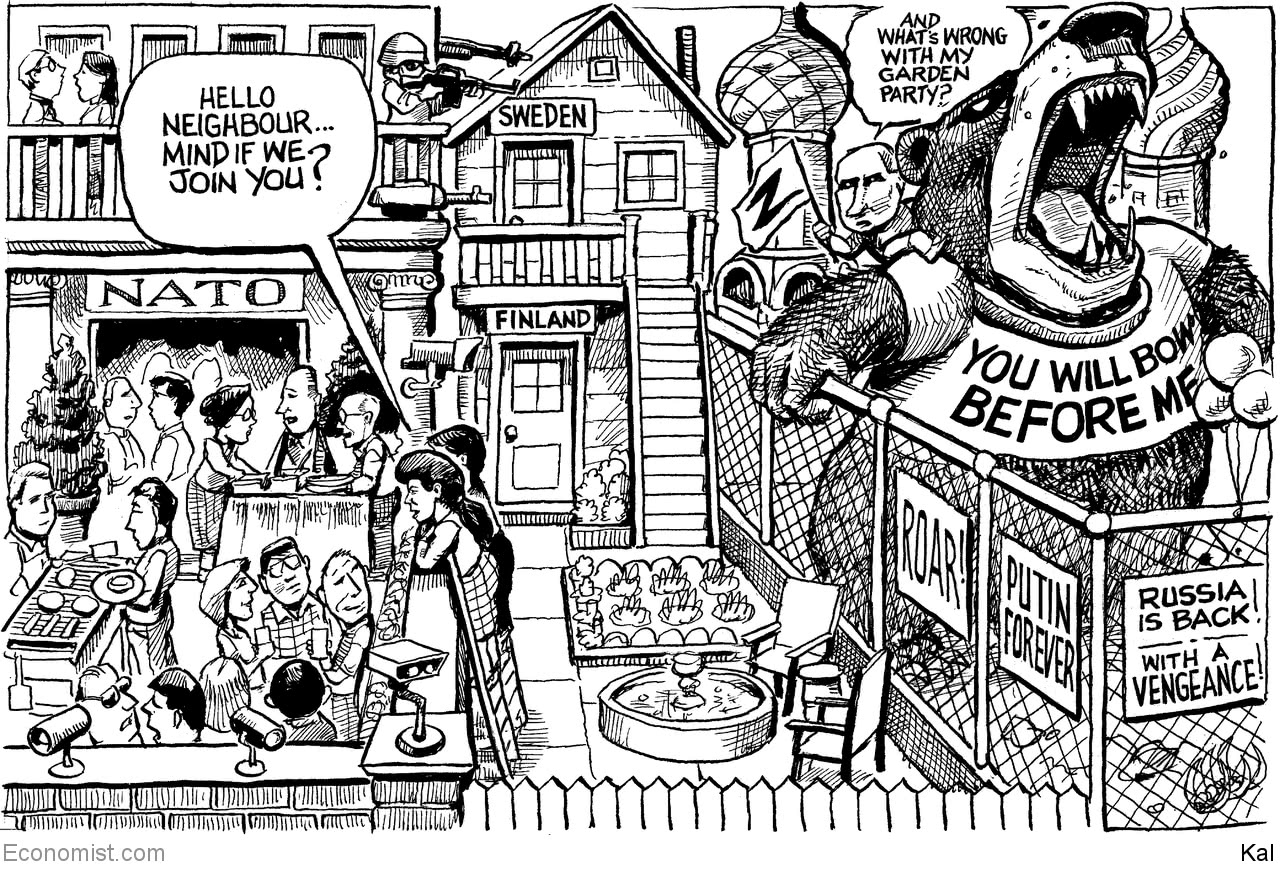 HELLO
NEIGHBOUR...
MIND IF WE
JOIN YOU?
NATO
SWEDEN
FINLAND
AND
WHAT'S WRONG
WITH MY
GARDEN
PARTY?
Z
YOU WILL BOW
BEFORE ME
ROAR!
PUTIN
FOREVER
RUSSIA
IS BACK!
WITH A
VENGEANCE!
Economist.com
Kal